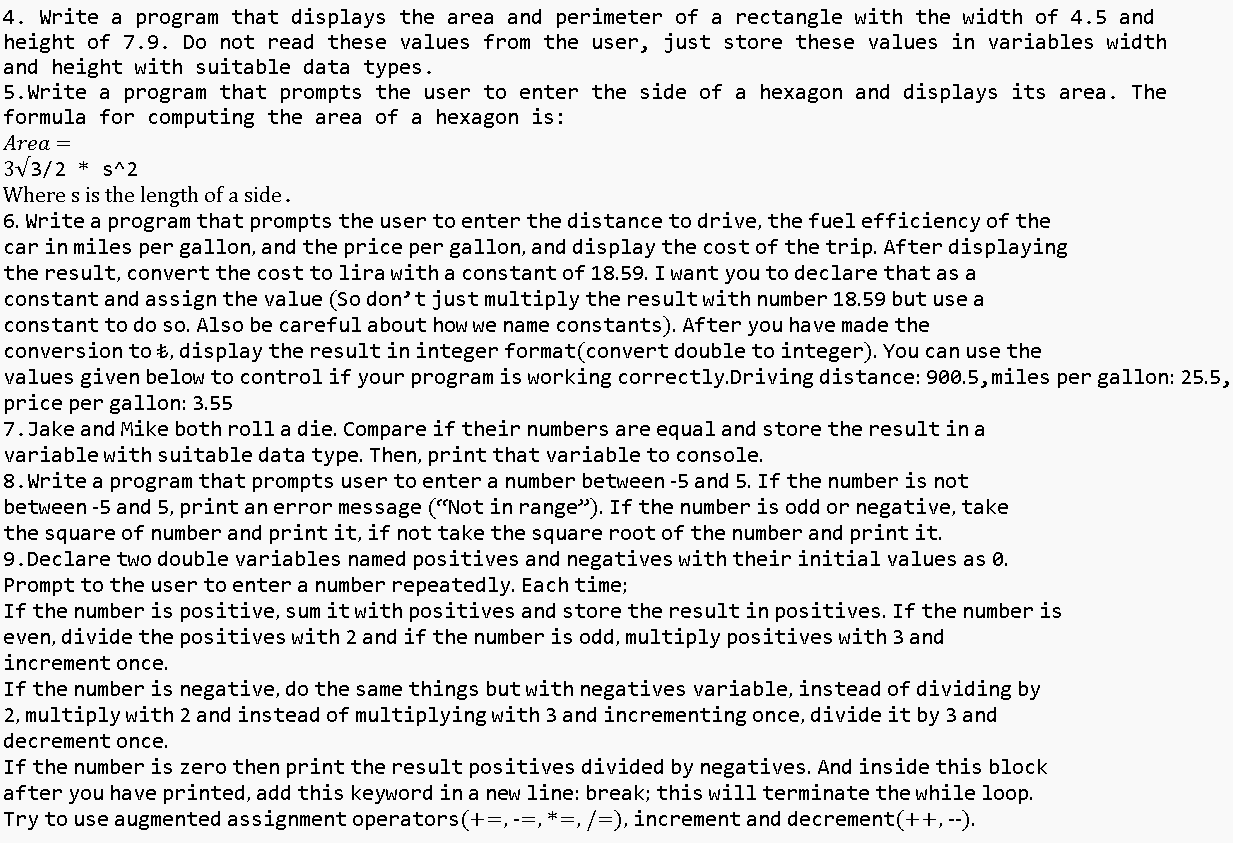 4. Write a program that displays the area and perimeter of a rectangle with the width of 4.5 and
height of 7.9. Do not read these values from the user, just store these values in variables width
and height with suitable data types.
5.Write a program that prompts the user to enter the side of a hexagon and displays its area. The
formula for computing the area of a hexagon is:
Area =
3√3/2 * s^2
Where s is the length of a side.
6. Write a program that prompts the user to enter the distance to drive, the fuel efficiency of the
car in miles per gallon, and the price per gallon, and display the cost of the trip. After displaying
the result, convert the cost to lira with a constant of 18.59. I want you to declare that as a
constant and assign the value (So don’t just multiply the result with number 18.59 but use a
constant to do so. Also be careful about how we name constants). After you have made the
conversion to ₺, display the result in integer format(convert double to integer). You can use the
values given below to control if your program is working correctly.Driving distance: 900.5,miles per gallon: 25.5,
price per gallon: 3.55
7.Jake and Mike both roll a die. Compare if their numbers are equal and store the result in a
variable with suitable data type. Then, print that variable to console.
8.Write a program that prompts user to enter a number between -5 and 5. If the number is not
between -5 and 5, print an error message (“Not in range”). If the number is odd or negative, take
the square of number and print it, if not take the square root of the number and print it.
9.Declare two double variables named positives and negatives with their initial values as 0.
Prompt to the user to enter a number repeatedly. Each time;
If the number is positive, sum it with positives and store the result in positives. If the number is
even, divide the positives with 2 and if the number is odd, multiply positives with 3 and
increment once.
If the number is negative, do the same things but with negatives variable, instead of dividing by
2, multiply with 2 and instead of multiplying with 3 and incrementing once, divide it by 3 and
decrement once.
If the number is zero then print the result positives divided by negatives. And inside this block
after you have printed, add this keyword in a new line: break; this will terminate the while loop.
Try to use augmented assignment operators(+=, -=, *=, /=), increment and decrement(++, --).